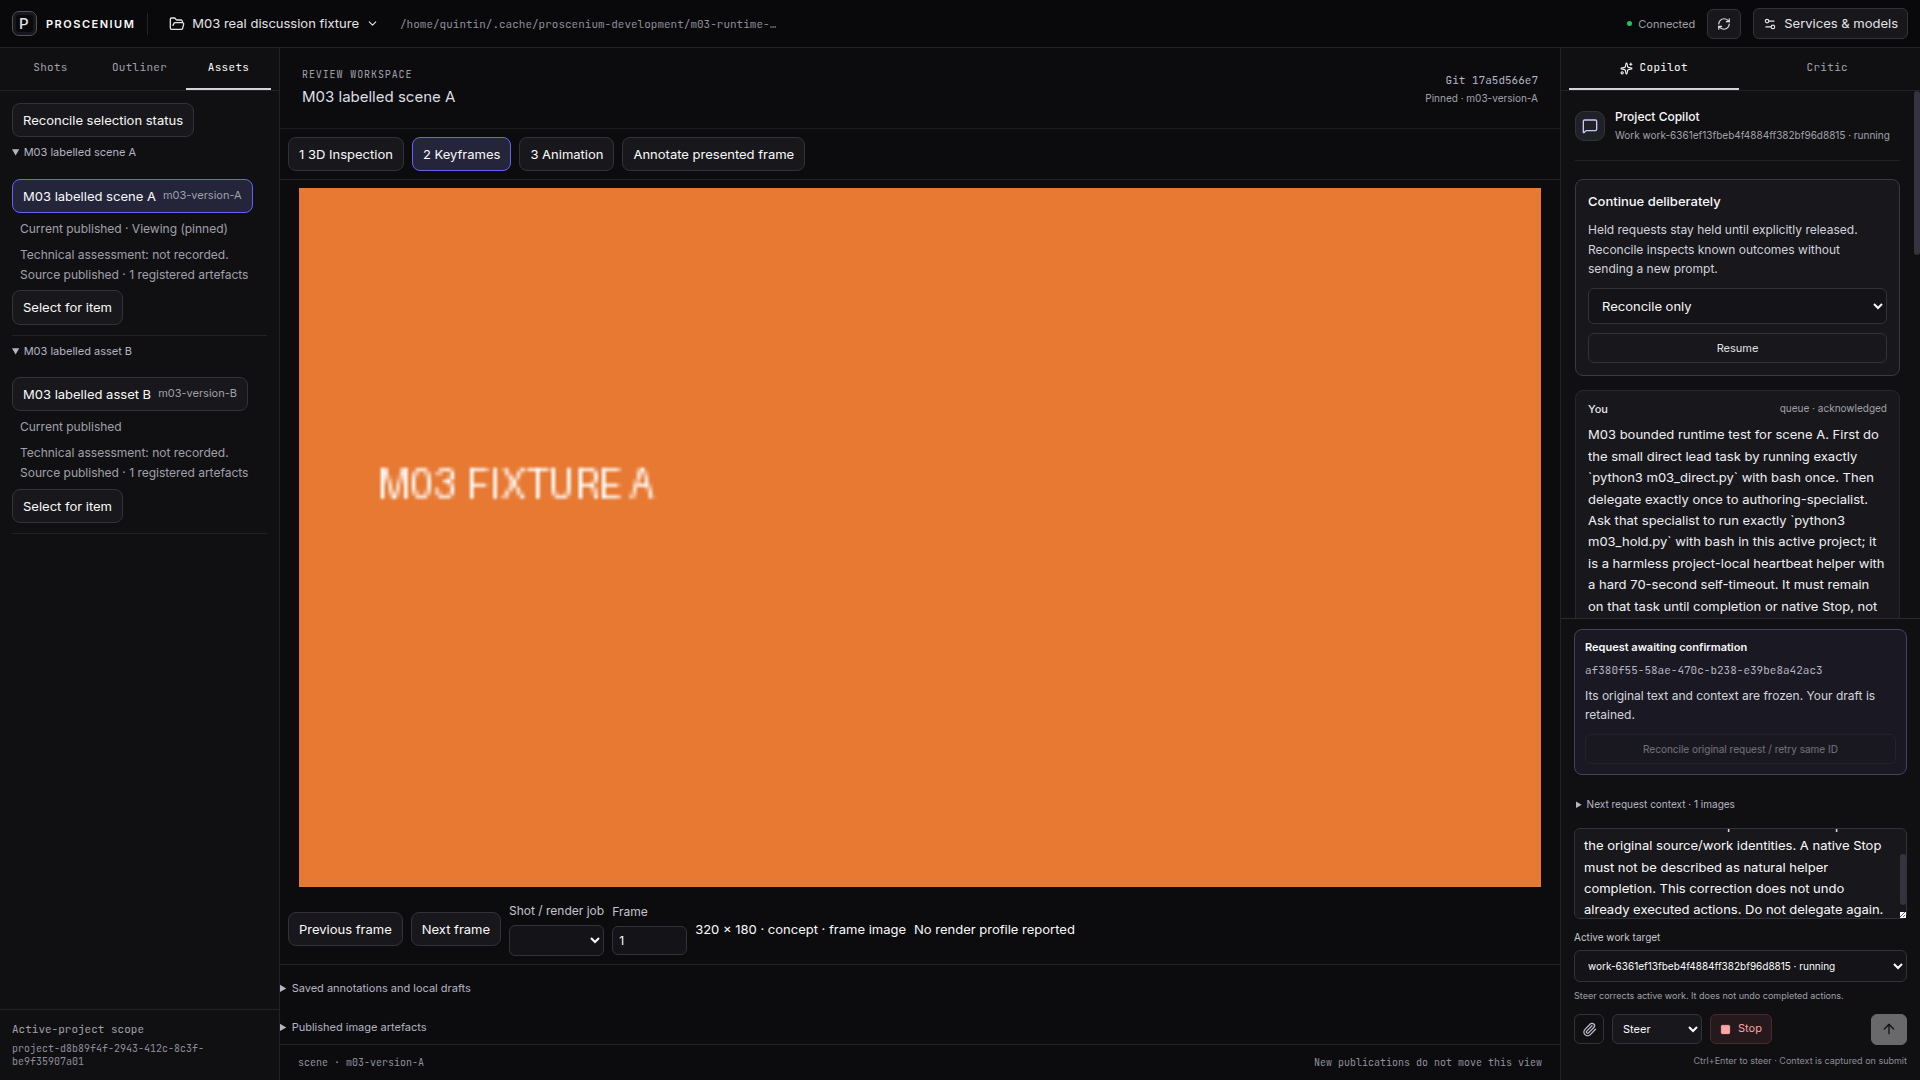 P PROSCENIUM
M03 real discussion fixture
/home/quintin/.cache/proscenium-development/m03-runtime-…
Connected
Services & models
Shots
Outliner
Assets
Reconcile selection status
M03 labelled scene A
M03 labelled scene A m03-version-A
Current published · Viewing (pinned)
Technical assessment: not recorded.
Source published · 1 registered artefacts
Select for item
M03 labelled asset B
M03 labelled asset B m03-version-B
Current published
Technical assessment: not recorded.
Source published · 1 registered artefacts
Select for item
Active-project scope
project-d8b89f4f-2943-412c-8c3f-
be9f35907a01
REVIEW WORKSPACE
M03 labelled scene A
Git 17a5d566e7
Pinned · m03-version-A
1 3D Inspection
2 Keyframes
3 Animation
Annotate presented frame
M03 FIXTURE A
Previous frame
Next frame
Shot / render job
Frame
1
320 × 180 · concept · frame image
No render profile reported
Saved annotations and local drafts
Published image artefacts
scene · m03-version-A
New publications do not move this view
Copilot
Critic
Project Copilot
Work work-6361ef13fbeb4f4884ff382bf96d8815 · running
Continue deliberately
Held requests stay held until explicitly released.
Reconcile inspects known outcomes without
sending a new prompt.
Reconcile only
Resume
You
queue · acknowledged
M03 bounded runtime test for scene A. First do
the small direct lead task by running exactly
`python3 m03_direct.py` with bash once. Then
delegate exactly once to authoring-specialist.
Ask that specialist to run exactly `python3
m03_hold.py` with bash in this active project; it
is a harmless project-local heartbeat helper with
a hard 70-second self-timeout. It must remain
on that task until completion or native Stop, not
Request awaiting confirmation
af380f55-58ae-470c-b238-e39be8a42ac3
Its original text and context are frozen. Your draft is
retained.
Reconcile original request / retry same ID
Next request context · 1 images
the original source/work identities. A native Stop
must not be described as natural helper
completion. This correction does not undo
already executed actions. Do not delegate again.
Active work target
work-6361ef13fbeb4f4884ff382bf96d8815 · running
Steer corrects active work. It does not undo completed actions.
Steer
Stop
Ctrl+Enter to steer · Context is captured on submit